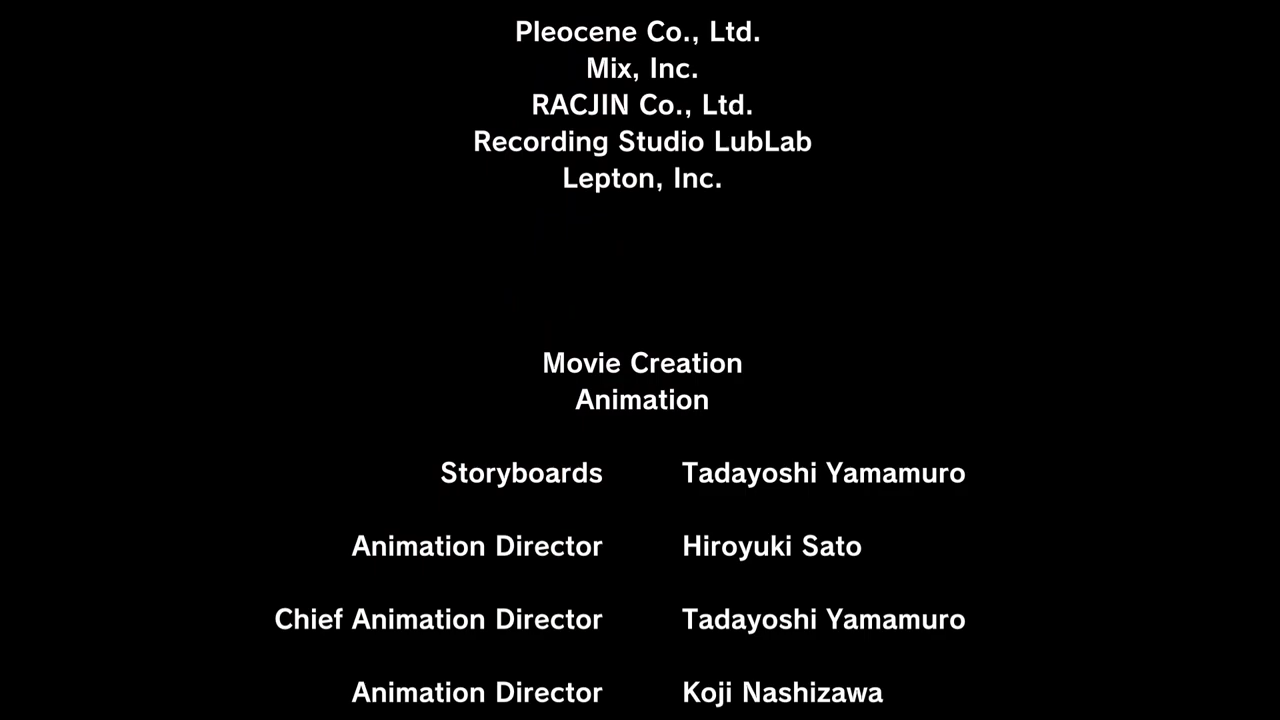 Pleocene Co., Ltd.
Mix, Inc.
RACJIN Co., Ltd.
Recording Studio LubLab
Lepton, Inc.
Movie Creation
Animation
Storyboards Tadayoshi Yamamuro
Animation Director Hiroyuki Sato
Chief Animation Director Tadayoshi Yamamuro
Animation Director Koji Nashizawa